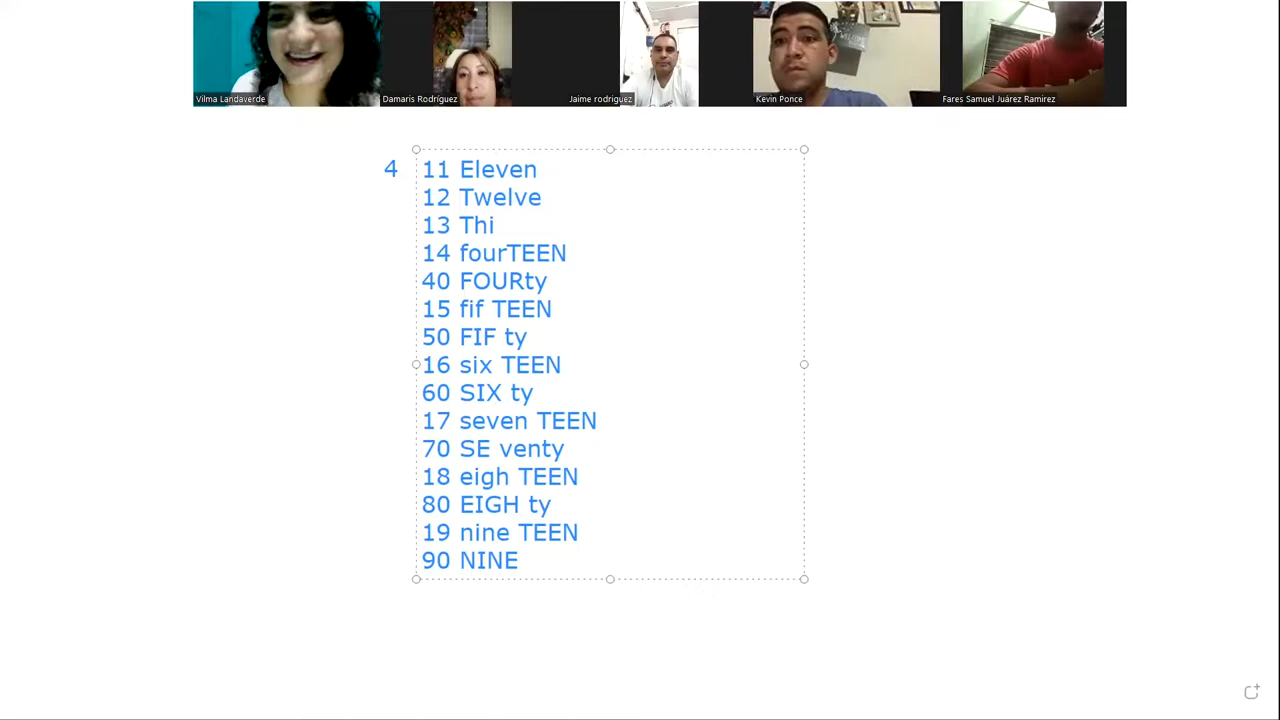 Vilma Landaverde
Damaris Rodríguez
Jaime rodriguez
Kevin Ponce
Fares Samuel Juárez Ramirez
WELCOME
4
11 Eleven
12 Twelve
13 Thi
14 fourTEEN
40 FOURty
15 fif TEEN
50 FIF ty
16 six TEEN
60 SIX ty
17 seven TEEN
70 SE venty
18 eigh TEEN
80 EIGH ty
19 nine TEEN
90 NINE